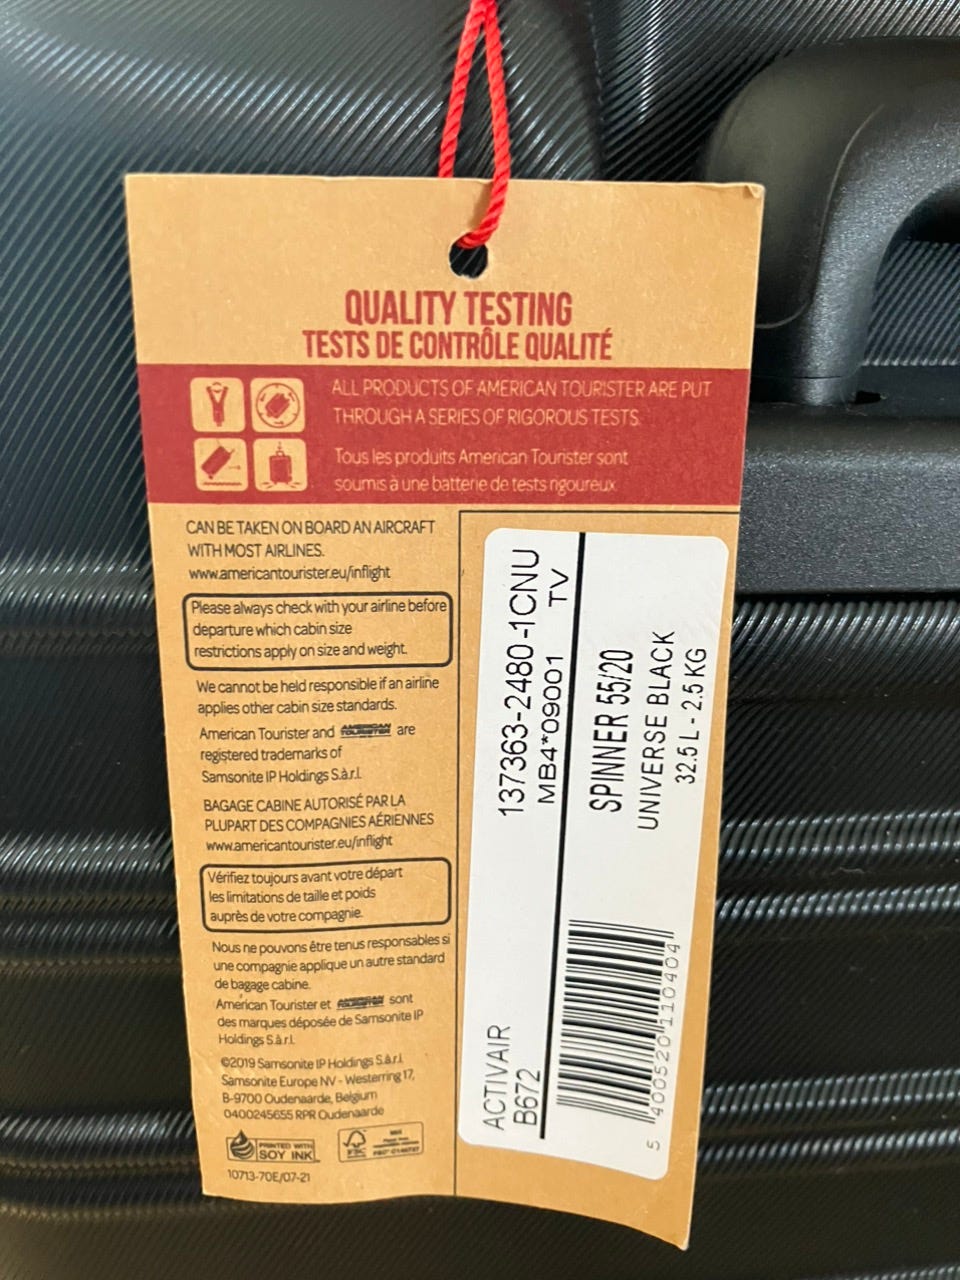 QUALITY TESTING
TESTS DE CONTRÔLE QUALITÉ
ALL PRODUCTS OF AMERICAN TOURISTER ARE PUT
THROUGH A SERIES OF RIGOROUS TESTS.
Tous les produits American Tourister sont
soumis à une batterie de tests rigoureux.
CAN BE TAKEN ON BOARD AN AIRCRAFT
WITH MOST AIRLINES.
www.americantourister.eu/inflight
Please always check with your airline before
departure which cabin size
restrictions apply on size and weight.
We cannot be held responsible if an airline
applies other cabin size standards.
American Tourister and AMERICAN TOURISTER are
registered trademarks of
Samsonite IP Holdings S.à.r.l.
BAGAGE CABINE AUTORISÉ PAR LA
PLUPART DES COMPAGNIES AÉRIENNES
www.americantourister.eu/inflight
Vérifiez toujours avant votre départ
les limitations de taille et poids
auprès de votre compagnie.
Nous ne pouvons être tenus responsables si
une compagnie applique un autre standard
de bagage cabine.
American Tourister et AMERICAN TOURISTER sont
des marques déposée de Samsonite IP
Holdings S.à r.l.
©2019 Samsonite IP Holdings S.à.r.l.
Samsonite Europe NV - Westerring 17,
B-9700 Oudenaarde, Belgium
0400245655 RPR Oudenaarde
PRINTED WITH
SOY INK
FSC
MIX
10713-70E/07-21
ACTIVAIR 137363-2480-1CNU
B672 MB4*09001 TV
SPINNER 55/20
UNIVERSE BLACK
32.5 L - 2.5 KG
5 400520 110404